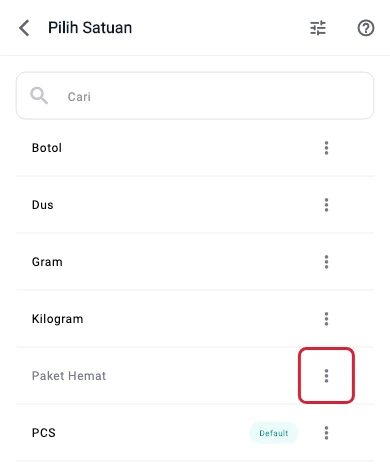 Pilih Satuan
Cari
Botol
Dus
Gram
Kilogram
Paket Hemat
PCS Default